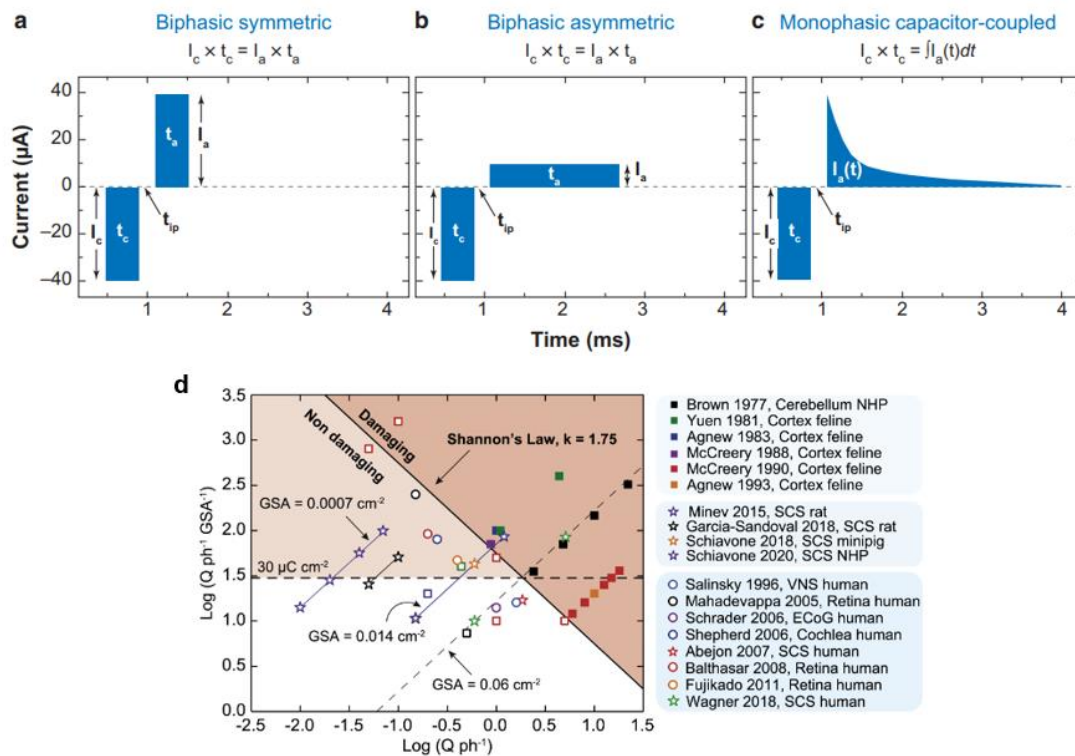 a
Biphasic symmetric
I_c × t_c = I_a × t_a
b
Biphasic asymmetric
I_c × t_c = I_a × t_a
c
Monophasic capacitor-coupled
I_c × t_c = ∫I_a(t)dt
Current (µA)
40
20
0
−20
−40
t_a
I_a
I_c
t_c
t_ip
1
2
3
4
t_a
I_a
I_c
t_c
t_ip
1
2
3
4
I_a(t)
I_c
t_c
t_ip
1
2
3
4
Time (ms)
d
Log (Q ph⁻¹ GSA⁻¹)
3.5
3.0
2.5
2.0
1.5
1.0
0.5
0.0
Damaging
Non damaging
Shannon's Law, k = 1.75
GSA = 0.0007 cm⁻²
30 µC cm⁻²
GSA = 0.014 cm⁻²
GSA = 0.06 cm⁻²
-2.5
-2.0
-1.5
-1.0
-0.5
0.0
0.5
1.0
1.5
Log (Q ph⁻¹)
Brown 1977, Cerebellum NHP
Yuen 1981, Cortex feline
Agnew 1983, Cortex feline
McCreery 1988, Cortex feline
McCreery 1990, Cortex feline
Agnew 1993, Cortex feline
Minev 2015, SCS rat
Garcia-Sandoval 2018, SCS rat
Schiavone 2018, SCS minipig
Schiavone 2020, SCS NHP
Salinsky 1996, VNS human
Mahadevappa 2005, Retina human
Schrader 2006, ECoG human
Shepherd 2006, Cochlea human
Abejon 2007, SCS human
Balthasar 2008, Retina human
Fujikado 2011, Retina human
Wagner 2018, SCS human